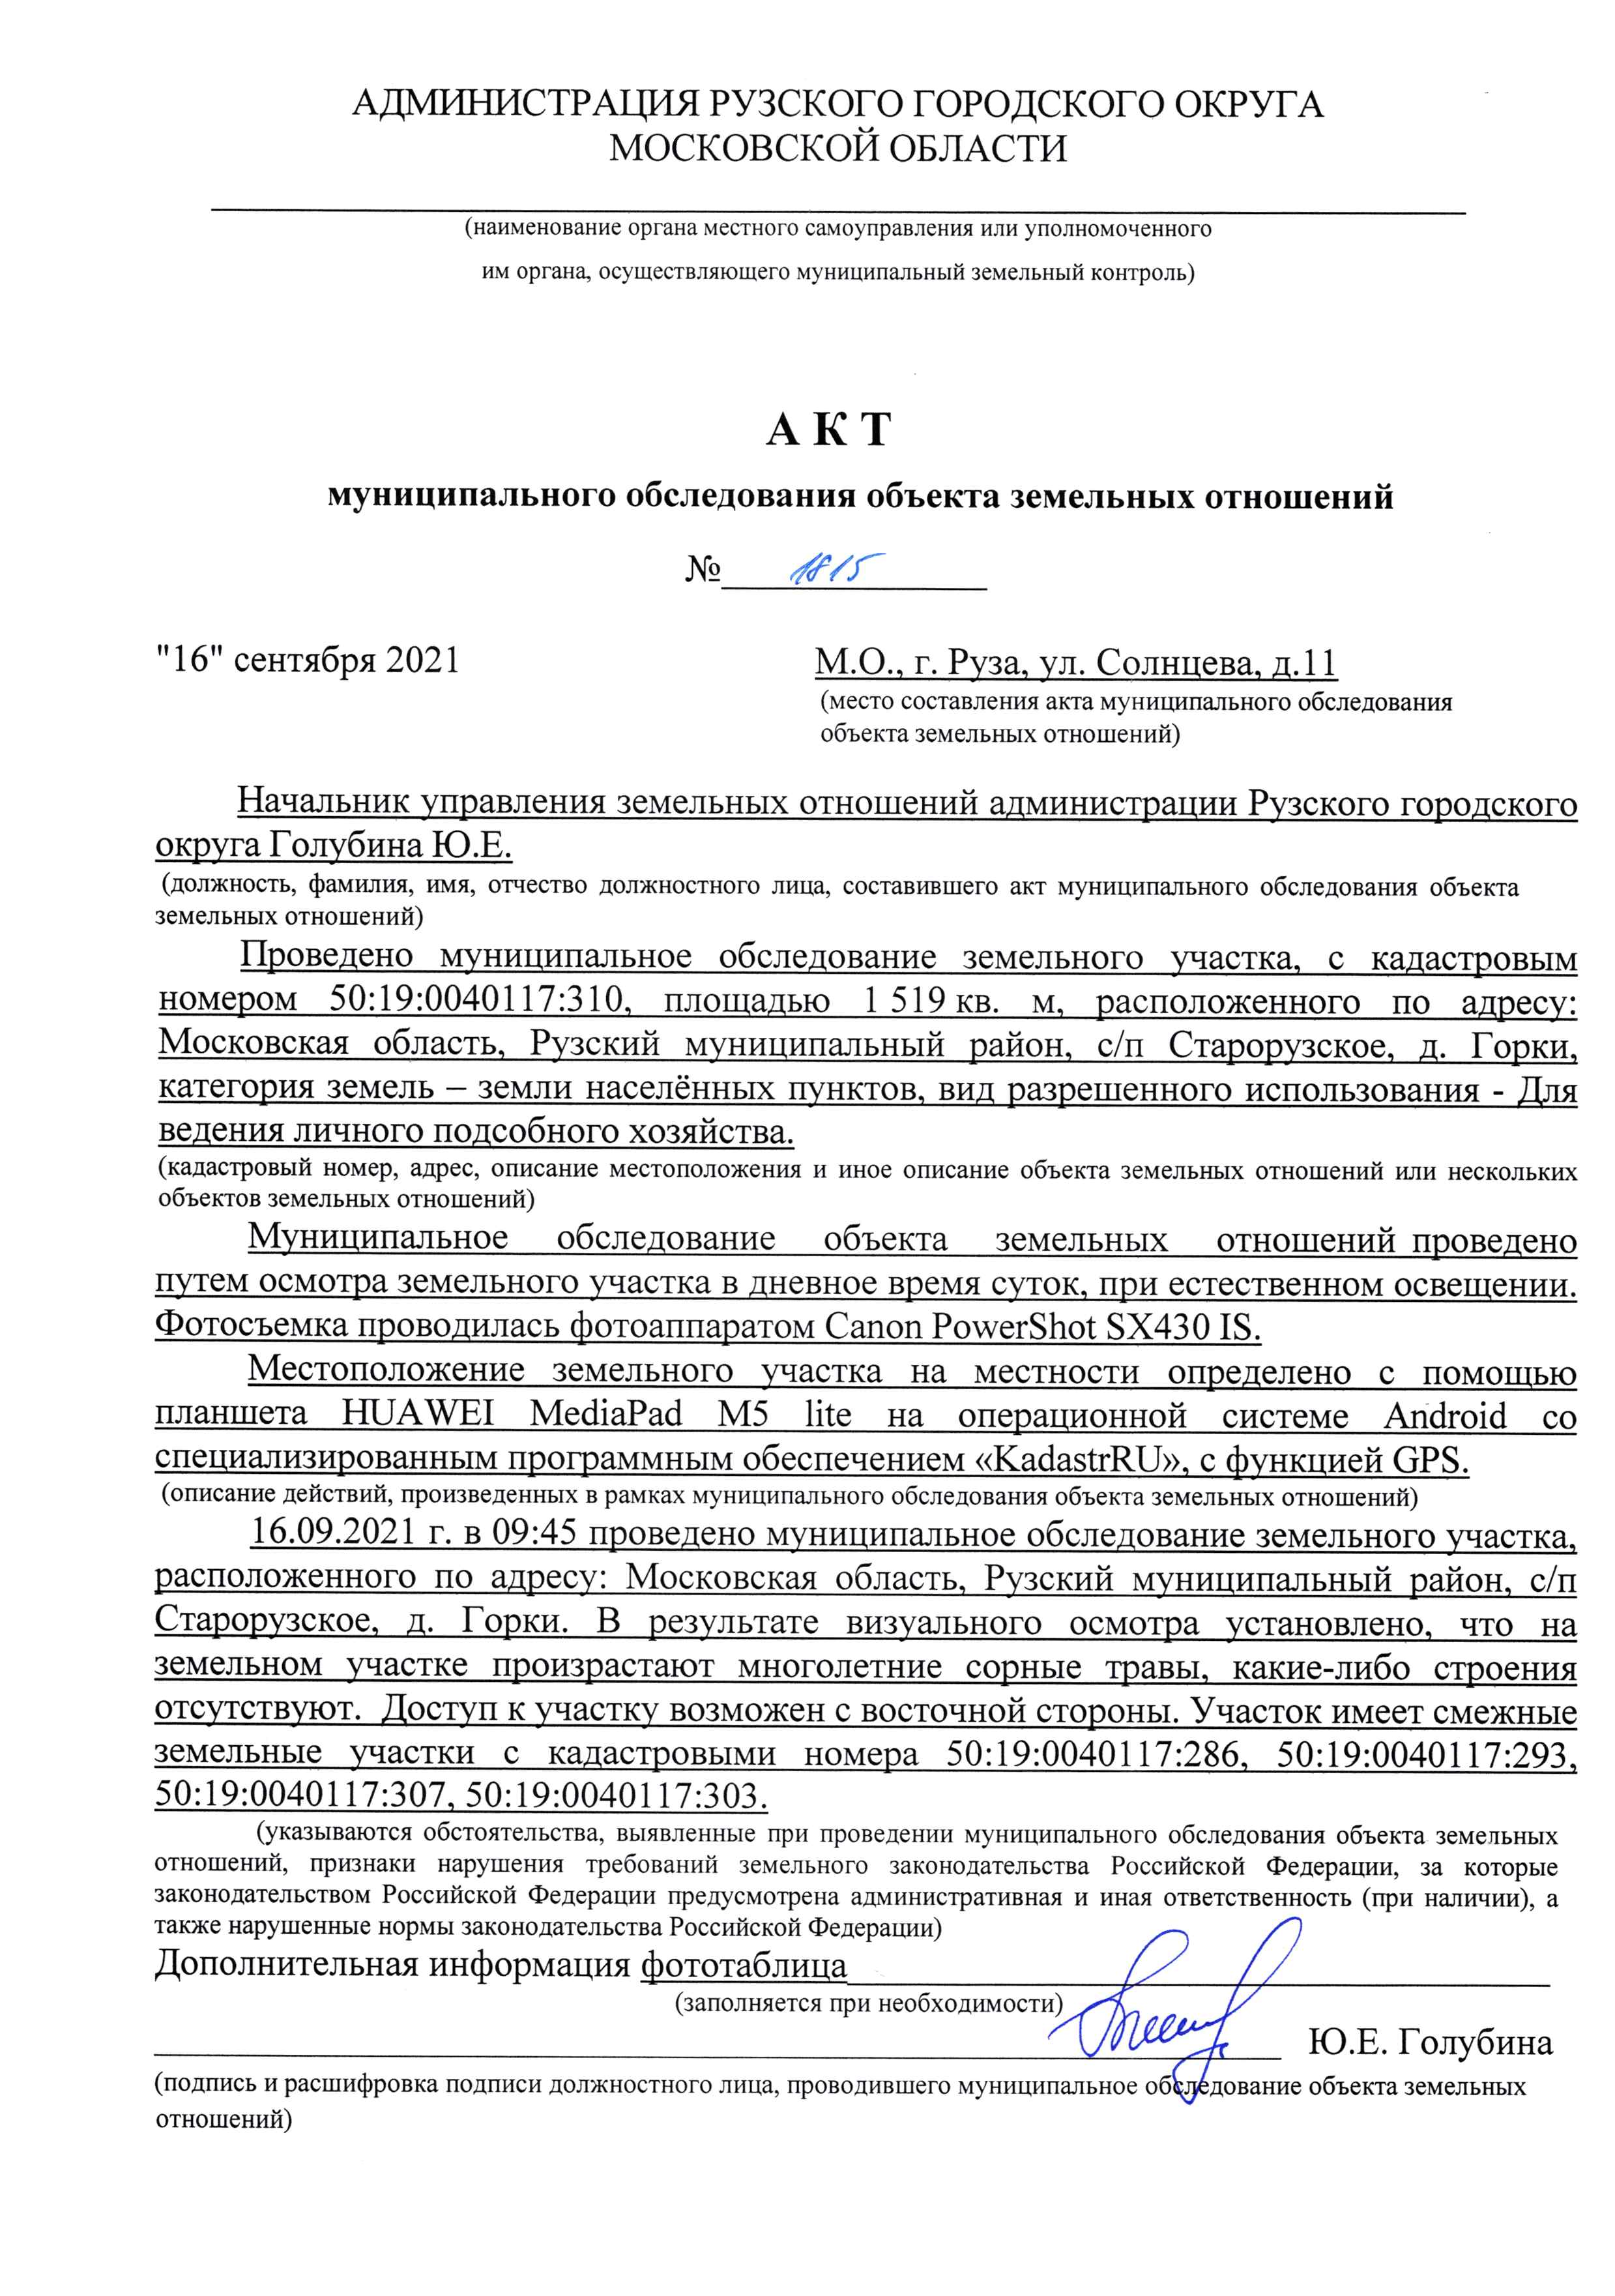 АДМИНИСТРАЦИЯ РУЗСКОГО ГОРОДСКОГО ОКРУГА
МОСКОВСКОЙ ОБЛАСТИ
(наименование органа местного самоуправления или уполномоченного
им органа, осуществляющего муниципальный земельный контроль)
А К Т
муниципального обследования объекта земельных отношений
№ 1815
"16" сентября 2021
М.О., г. Руза, ул. Солнцева, д.11
(место составления акта муниципального обследования
объекта земельных отношений)
Начальник управления земельных отношений администрации Рузского городского
округа Голубина Ю.Е.
(должность, фамилия, имя, отчество должностного лица, составившего акт муниципального обследования объекта
земельных отношений)
Проведено муниципальное обследование земельного участка, с кадастровым
номером 50:19:0040117:310, площадью 1 519 кв. м, расположенного по адресу:
Московская область, Рузский муниципальный район, с/п Старорузское, д. Горки,
категория земель – земли населённых пунктов, вид разрешенного использования - Для
ведения личного подсобного хозяйства.
(кадастровый номер, адрес, описание местоположения и иное описание объекта земельных отношений или нескольких
объектов земельных отношений)
Муниципальное обследование объекта земельных отношений проведено
путем осмотра земельного участка в дневное время суток, при естественном освещении.
Фотосъемка проводилась фотоаппаратом Canon PowerShot SX430 IS.
Местоположение земельного участка на местности определено с помощью
планшета HUAWEI MediaPad M5 lite на операционной системе Android со
специализированным программным обеспечением «KadastrRU», с функцией GPS.
(описание действий, произведенных в рамках муниципального обследования объекта земельных отношений)
16.09.2021 г. в 09:45 проведено муниципальное обследование земельного участка,
расположенного по адресу: Московская область, Рузский муниципальный район, с/п
Старорузское, д. Горки. В результате визуального осмотра установлено, что на
земельном участке произрастают многолетние сорные травы, какие-либо строения
отсутствуют. Доступ к участку возможен с восточной стороны. Участок имеет смежные
земельные участки с кадастровыми номера 50:19:0040117:286, 50:19:0040117:293,
50:19:0040117:307, 50:19:0040117:303.
(указываются обстоятельства, выявленные при проведении муниципального обследования объекта земельных
отношений, признаки нарушения требований земельного законодательства Российской Федерации, за которые
законодательством Российской Федерации предусмотрена административная и иная ответственность (при наличии), а
также нарушенные нормы законодательства Российской Федерации)
Дополнительная информация фототаблица
(заполняется при необходимости)
Ю.Е. Голубина
(подпись и расшифровка подписи должностного лица, проводившего муниципальное обследование объекта земельных
отношений)